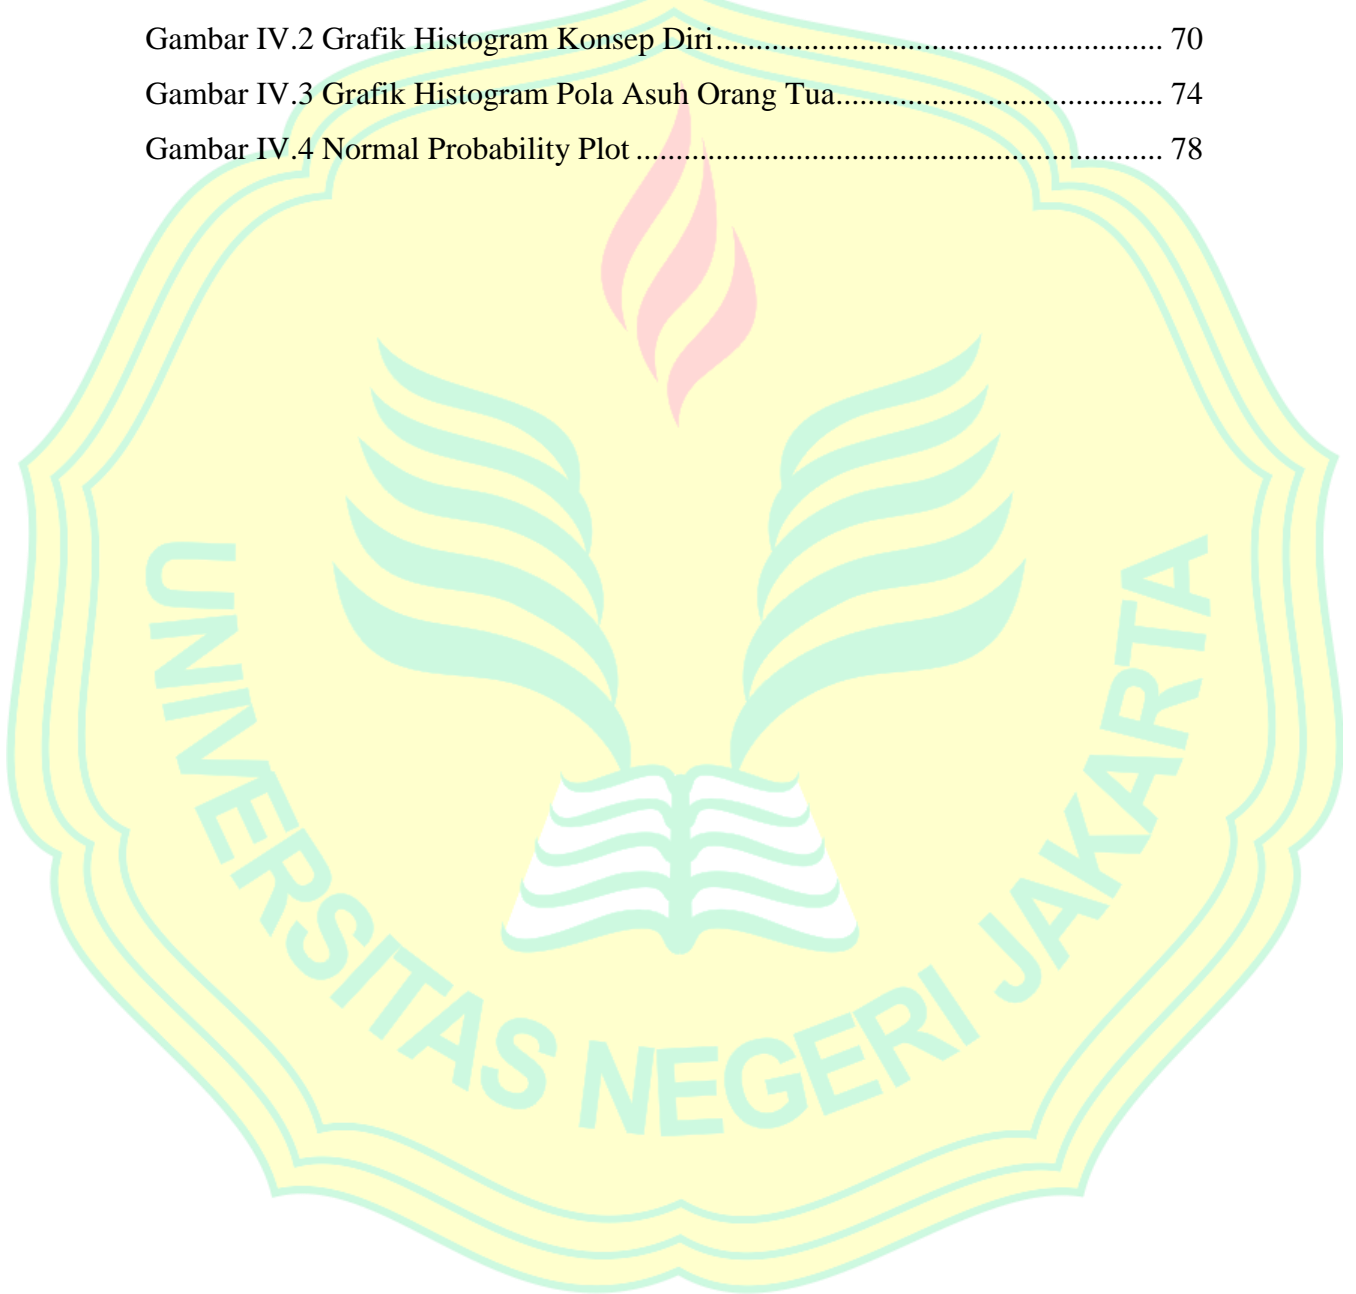 Gambar IV.2 Grafik Histogram Konsep Diri........................................................ 70
Gambar IV.3 Grafik Histogram Pola Asuh Orang Tua......................................... 74
Gambar IV.4 Normal Probability Plot .................................................................. 78
UNIVERSITAS NEGERI JAKARTA